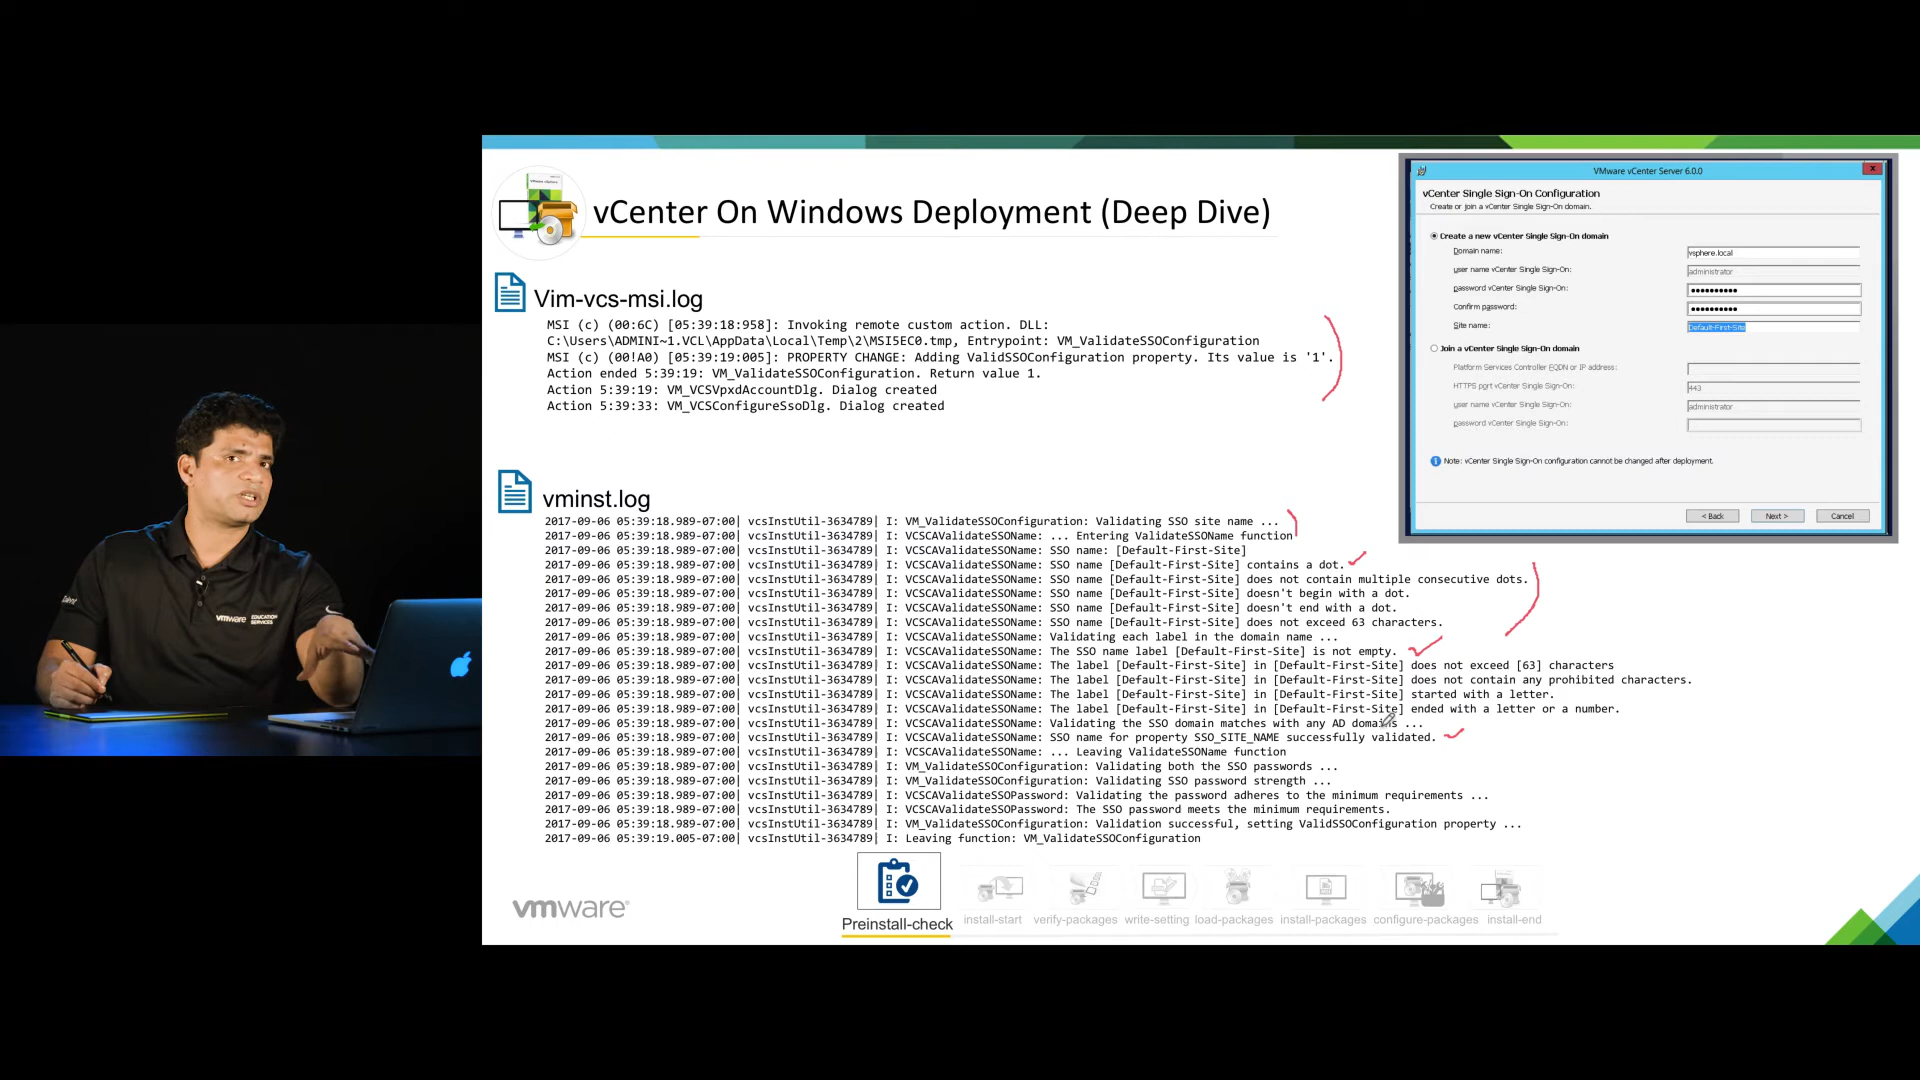 vCenter On Windows Deployment (Deep Dive)
Vim-vcs-msi.log
MSI (c) (00:6C) [05:39:18:958]: Invoking remote custom action. DLL:
C:\Users\ADMINI~1.VCL\AppData\Local\Temp\2\MSI5EC0.tmp, Entrypoint: VM_ValidateSSOConfiguration
MSI (c) (00!A0) [05:39:19:005]: PROPERTY CHANGE: Adding ValidSSOConfiguration property. Its value is '1'.
Action ended 5:39:19: VM_ValidateSSOConfiguration. Return value 1.
Action 5:39:19: VM_VCSVpxdAccountDlg. Dialog created
Action 5:39:33: VM_VCSConfigureSsoDlg. Dialog created
vminst.log
2017-09-06 05:39:18.989-07:00| vcsInstUtil-3634789| I: VM_ValidateSSOConfiguration: Validating SSO site name ...
2017-09-06 05:39:18.989-07:00| vcsInstUtil-3634789| I: VCSCAValidateSSOName: ... Entering ValidateSSOName function
2017-09-06 05:39:18.989-07:00| vcsInstUtil-3634789| I: VCSCAValidateSSOName: SSO name: [Default-First-Site]
2017-09-06 05:39:18.989-07:00| vcsInstUtil-3634789| I: VCSCAValidateSSOName: SSO name [Default-First-Site] contains a dot.
2017-09-06 05:39:18.989-07:00| vcsInstUtil-3634789| I: VCSCAValidateSSOName: SSO name [Default-First-Site] does not contain multiple consecutive dots.
2017-09-06 05:39:18.989-07:00| vcsInstUtil-3634789| I: VCSCAValidateSSOName: SSO name [Default-First-Site] doesn't begin with a dot.
2017-09-06 05:39:18.989-07:00| vcsInstUtil-3634789| I: VCSCAValidateSSOName: SSO name [Default-First-Site] doesn't end with a dot.
2017-09-06 05:39:18.989-07:00| vcsInstUtil-3634789| I: VCSCAValidateSSOName: SSO name [Default-First-Site] does not exceed 63 characters.
2017-09-06 05:39:18.989-07:00| vcsInstUtil-3634789| I: VCSCAValidateSSOName: Validating each label in the domain name ...
2017-09-06 05:39:18.989-07:00| vcsInstUtil-3634789| I: VCSCAValidateSSOName: The SSO name label [Default-First-Site] is not empty.
2017-09-06 05:39:18.989-07:00| vcsInstUtil-3634789| I: VCSCAValidateSSOName: The label [Default-First-Site] in [Default-First-Site] does not exceed [63] characters
2017-09-06 05:39:18.989-07:00| vcsInstUtil-3634789| I: VCSCAValidateSSOName: The label [Default-First-Site] in [Default-First-Site] does not contain any prohibited characters.
2017-09-06 05:39:18.989-07:00| vcsInstUtil-3634789| I: VCSCAValidateSSOName: The label [Default-First-Site] in [Default-First-Site] started with a letter.
2017-09-06 05:39:18.989-07:00| vcsInstUtil-3634789| I: VCSCAValidateSSOName: The label [Default-First-Site] in [Default-First-Site] ended with a letter or a number.
2017-09-06 05:39:18.989-07:00| vcsInstUtil-3634789| I: VCSCAValidateSSOName: Validating the SSO domain matches with any AD domains ...
2017-09-06 05:39:18.989-07:00| vcsInstUtil-3634789| I: VCSCAValidateSSOName: SSO name for property SSO_SITE_NAME successfully validated.
2017-09-06 05:39:18.989-07:00| vcsInstUtil-3634789| I: VCSCAValidateSSOName: ... Leaving ValidateSSOName function
2017-09-06 05:39:18.989-07:00| vcsInstUtil-3634789| I: VM_ValidateSSOConfiguration: Validating both the SSO passwords ...
2017-09-06 05:39:18.989-07:00| vcsInstUtil-3634789| I: VM_ValidateSSOConfiguration: Validating SSO password strength ...
2017-09-06 05:39:18.989-07:00| vcsInstUtil-3634789| I: VCSCAValidateSSOPassword: Validating the password adheres to the minimum requirements ...
2017-09-06 05:39:18.989-07:00| vcsInstUtil-3634789| I: VCSCAValidateSSOPassword: The SSO password meets the minimum requirements.
2017-09-06 05:39:18.989-07:00| vcsInstUtil-3634789| I: VM_ValidateSSOConfiguration: Validation successful, setting ValidSSOConfiguration property ...
2017-09-06 05:39:19.005-07:00| vcsInstUtil-3634789| I: Leaving function: VM_ValidateSSOConfiguration
VMware vCenter Server 6.0.0
vCenter Single Sign-On Configuration
Create or join a vCenter Single Sign-On domain.
Create a new vCenter Single Sign-On domain
Domain name: vsphere.local
user name vCenter Single Sign-On: administrator
password vCenter Single Sign-On:
Confirm password:
Site name: Default-First-Site
Join a vCenter Single Sign-On domain
Platform Services Controller FQDN or IP address:
HTTPS port vCenter Single Sign-On: 443
user name vCenter Single Sign-On: administrator
password vCenter Single Sign-On:
Note: vCenter Single Sign-On configuration cannot be changed after deployment.
< Back Next > Cancel
vmware
Preinstall-check install-start verify-packages write-setting load-packages install-packages configure-packages install-end
vmware EDUCATION SERVICES